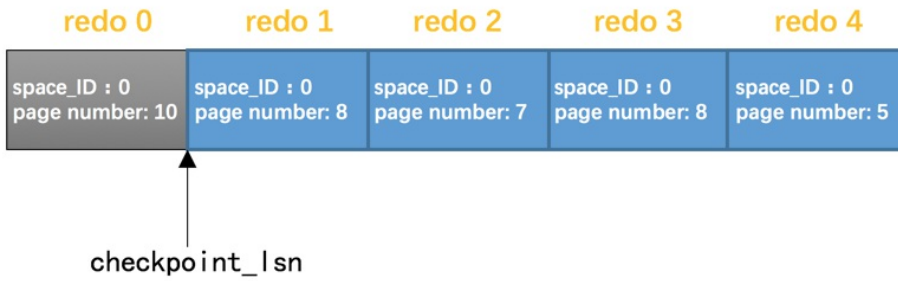 redo 0
redo 1
redo 2
redo 3
redo 4
space_ID：0
page number: 10
space_ID：0
page number: 8
space_ID：0
page number: 7
space_ID：0
page number: 8
space_ID：0
page number: 5
checkpoint_lsn